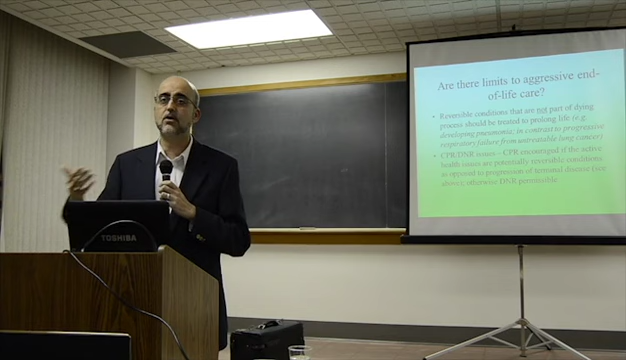 Are there limits to aggressive end-
of-life care?
• Reversible conditions that are not part of dying
process should be treated to prolong life (e.g.
developing pneumonia; in contrast to progressive
respiratory failure from untreatable lung cancer)
• CPR/DNR issues – CPR encouraged if the active
health issues are potentially reversible conditions
as opposed to progression of terminal disease (see
above); otherwise DNR permissible
TOSHIBA